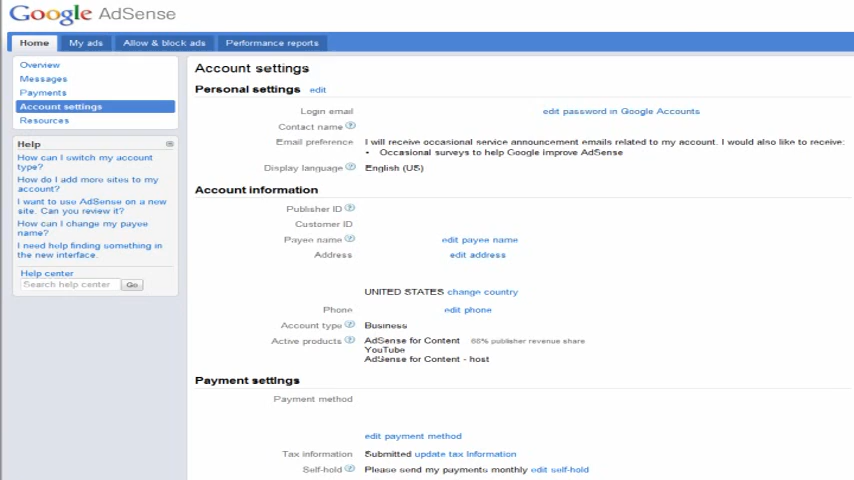 Google AdSense
Home My ads Allow & block ads Performance reports
Overview
Messages
Payments
Account settings
Resources
Help
How can I switch my account
type?
How do I add more sites to my
account?
I want to use AdSense on a new
site. Can you review it?
How can I change my payee
name?
I need help finding something in
the new interface.
Help center
Search help center Go
Account settings
Personal settings edit
Login email edit password in Google Accounts
Contact name ?
Email preference I will receive occasional service announcement emails related to my account. I would also like to receive:
• Occasional surveys to help Google improve AdSense
Display language ? English (US)
Account information
Publisher ID ?
Customer ID
Payee name ? edit payee name
Address edit address
UNITED STATES change country
Phone edit phone
Account type ? Business
Active products ? AdSense for Content 68% publisher revenue share
YouTube
AdSense for Content - host
Payment settings
Payment method
edit payment method
Tax information Submitted update tax information
Self-hold ? Please send my payments monthly edit self-hold